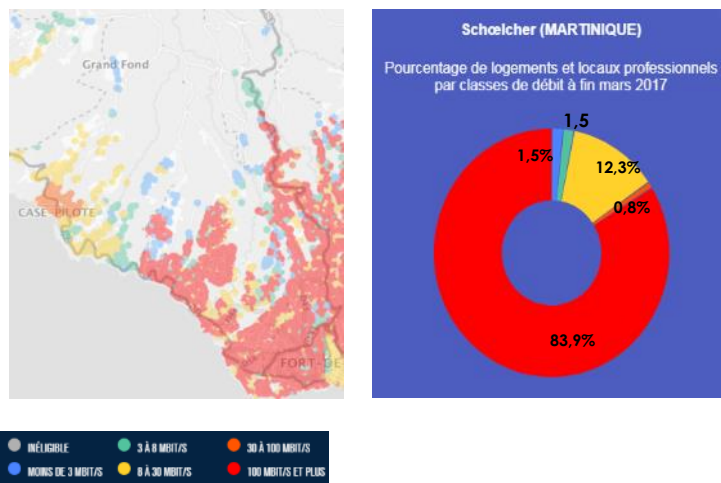 Grand Fond
CASE-PILOTE
FORT-DE
Schœlcher (MARTINIQUE)
Pourcentage de logements et locaux professionnels
par classes de débit à fin mars 2017
1,5
1,5%
12,3%
0,8%
83,9%
INÉLIGIBLE
3 À 8 MBIT/S
30 À 100 MBIT/S
MOINS DE 3 MBIT/S
8 À 30 MBIT/S
100 MBIT/S ET PLUS